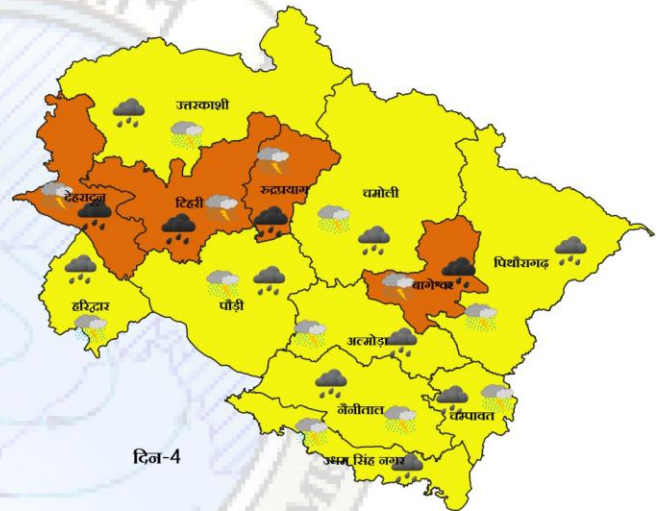 उत्तरकाशी
देहरादून
टिहरी
रुद्रप्रयाग
चमोली
पिथौरागढ़
बागेश्वर
हरिद्वार
पौड़ी
अल्मोड़ा
नैनीताल
चम्पावत
उधम सिंह नगर
दिन-4